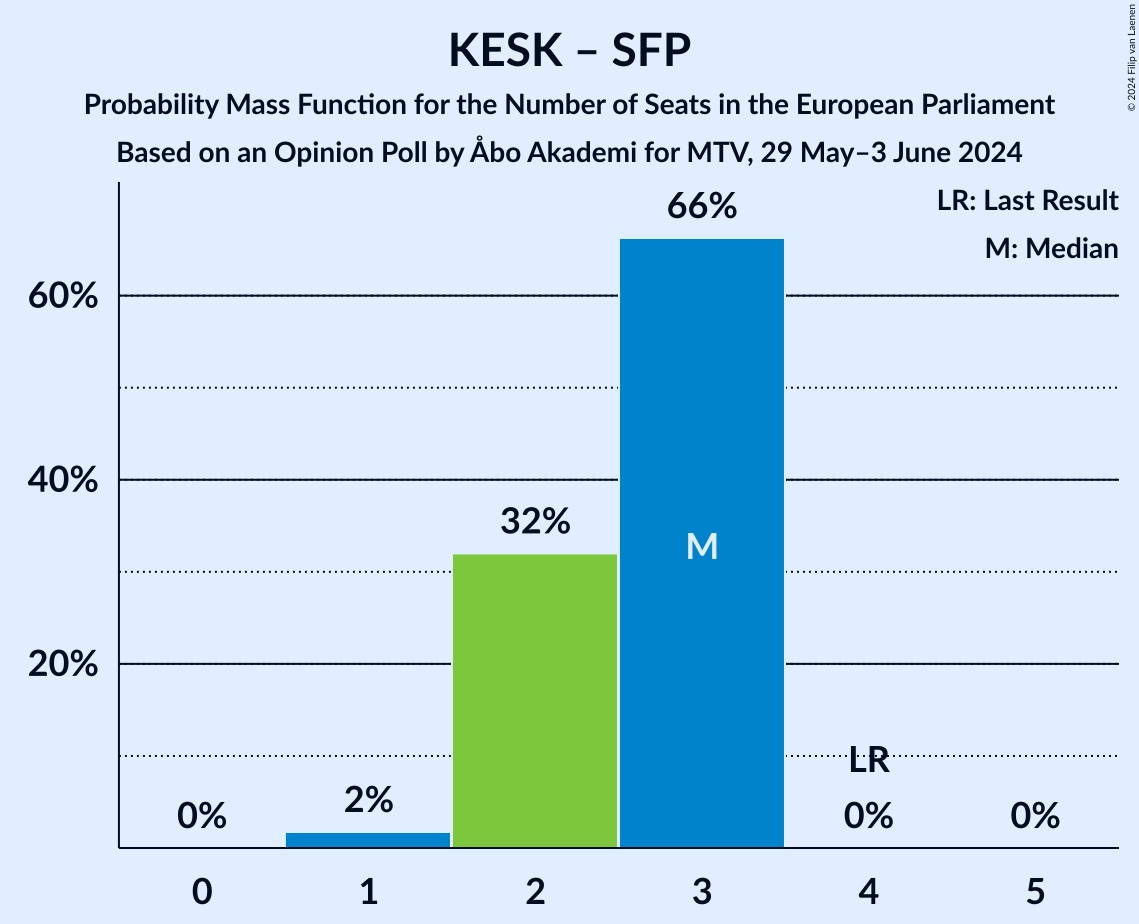 KESK – SFP
Probability Mass Function for the Number of Seats in the European Parliament
Based on an Opinion Poll by Åbo Akademi for MTV, 29 May–3 June 2024
© 2024 Filip van Laenen
LR: Last Result
M: Median
66%
60%
40%
32%
M
20%
LR
2%
0%
0%
0%
0 1 2 3 4 5